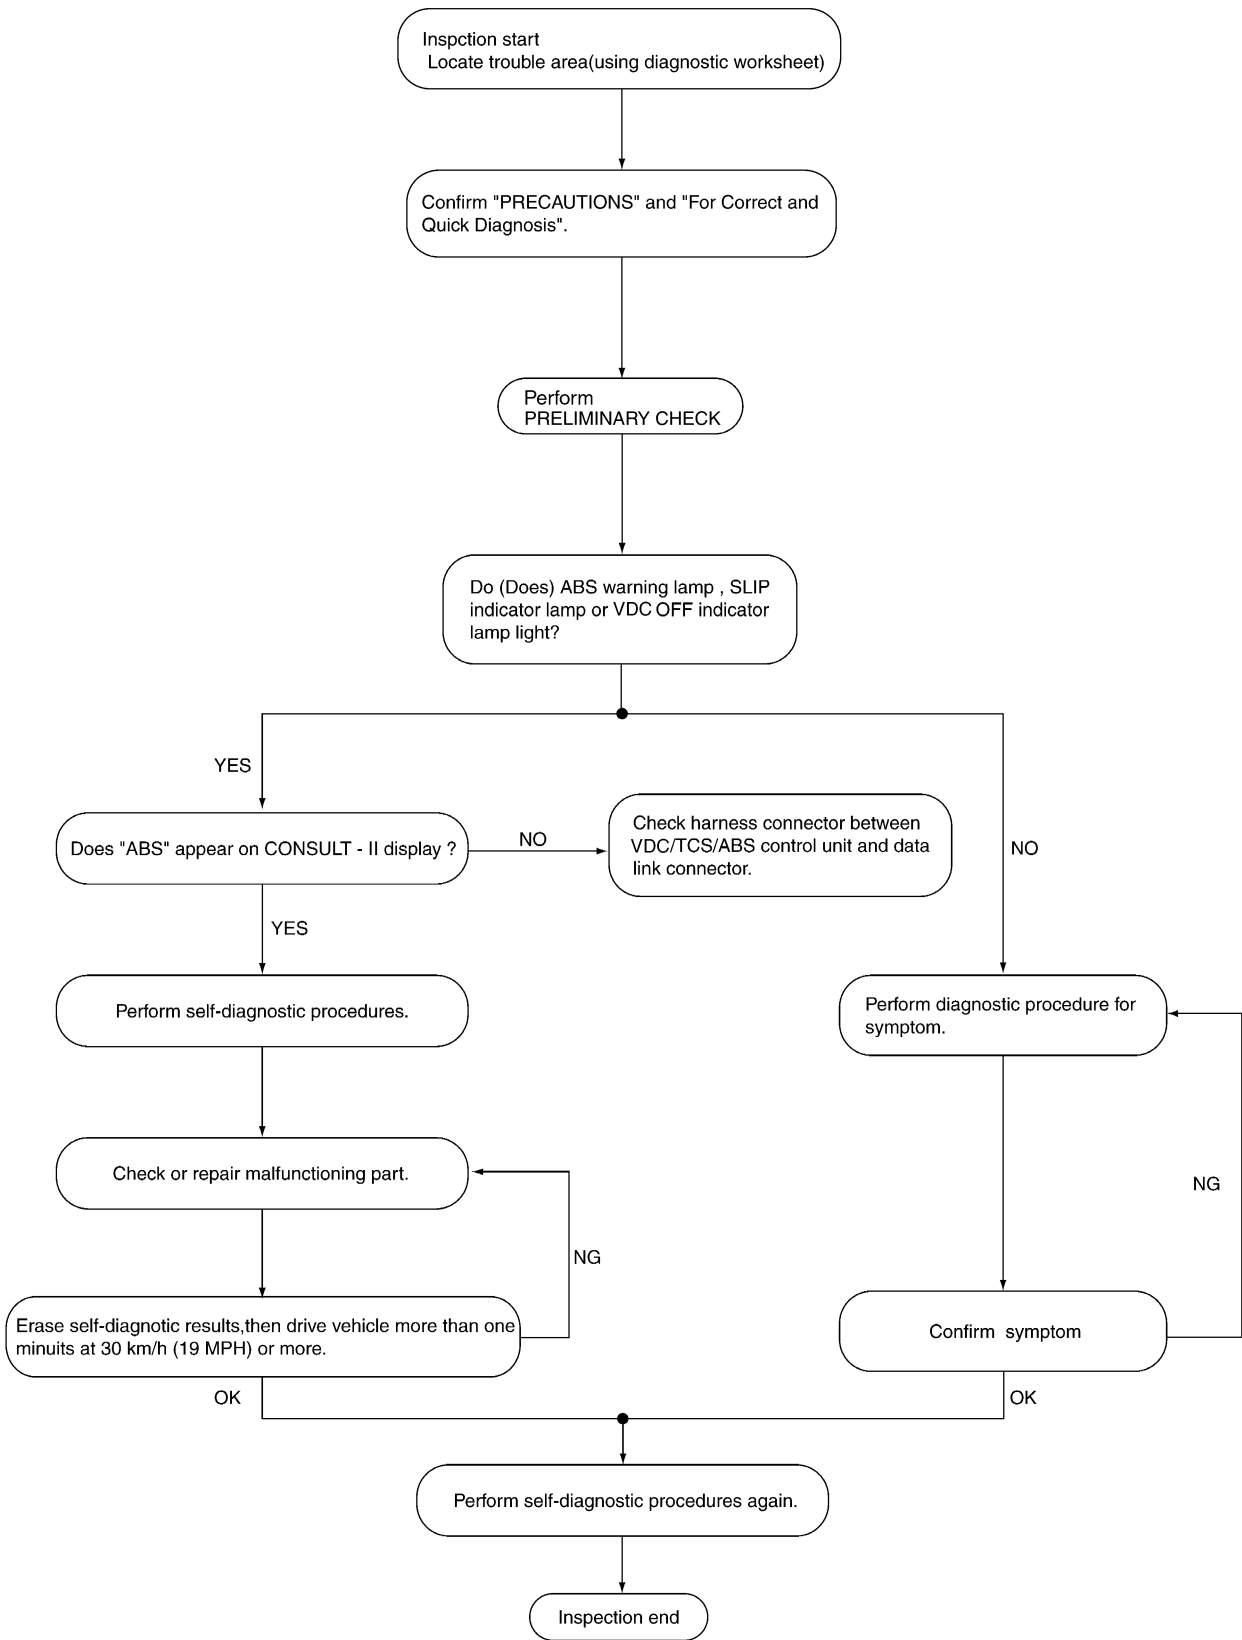 Inspction start
Locate trouble area(using diagnostic worksheet)
Confirm "PRECAUTIONS" and "For Correct and
Quick Diagnosis".
Perform
PRELIMINARY CHECK
Do (Does) ABS warning lamp , SLIP
indicator lamp or VDC OFF indicator
lamp light?
YES
Does "ABS" appear on CONSULT - II display ?
NO
Check harness connector between
VDC/TCS/ABS control unit and data
link connector.
NO
YES
Perform self-diagnostic procedures.
Perform diagnostic procedure for
symptom.
Check or repair malfunctioning part.
NG
NG
Erase self-diagnotic results,then drive vehicle more than one
minuits at 30 km/h (19 MPH) or more.
Confirm symptom
OK
OK
Perform self-diagnostic procedures again.
Inspection end